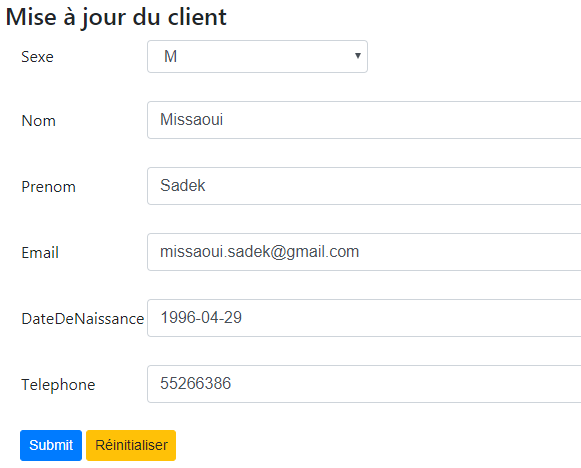 Mise à jour du client
Sexe M
Nom Missaoui
Prenom Sadek
Email missaoui.sadek@gmail.com
DateDeNaissance 1996-04-29
Telephone 55266386
Submit Réinitialiser